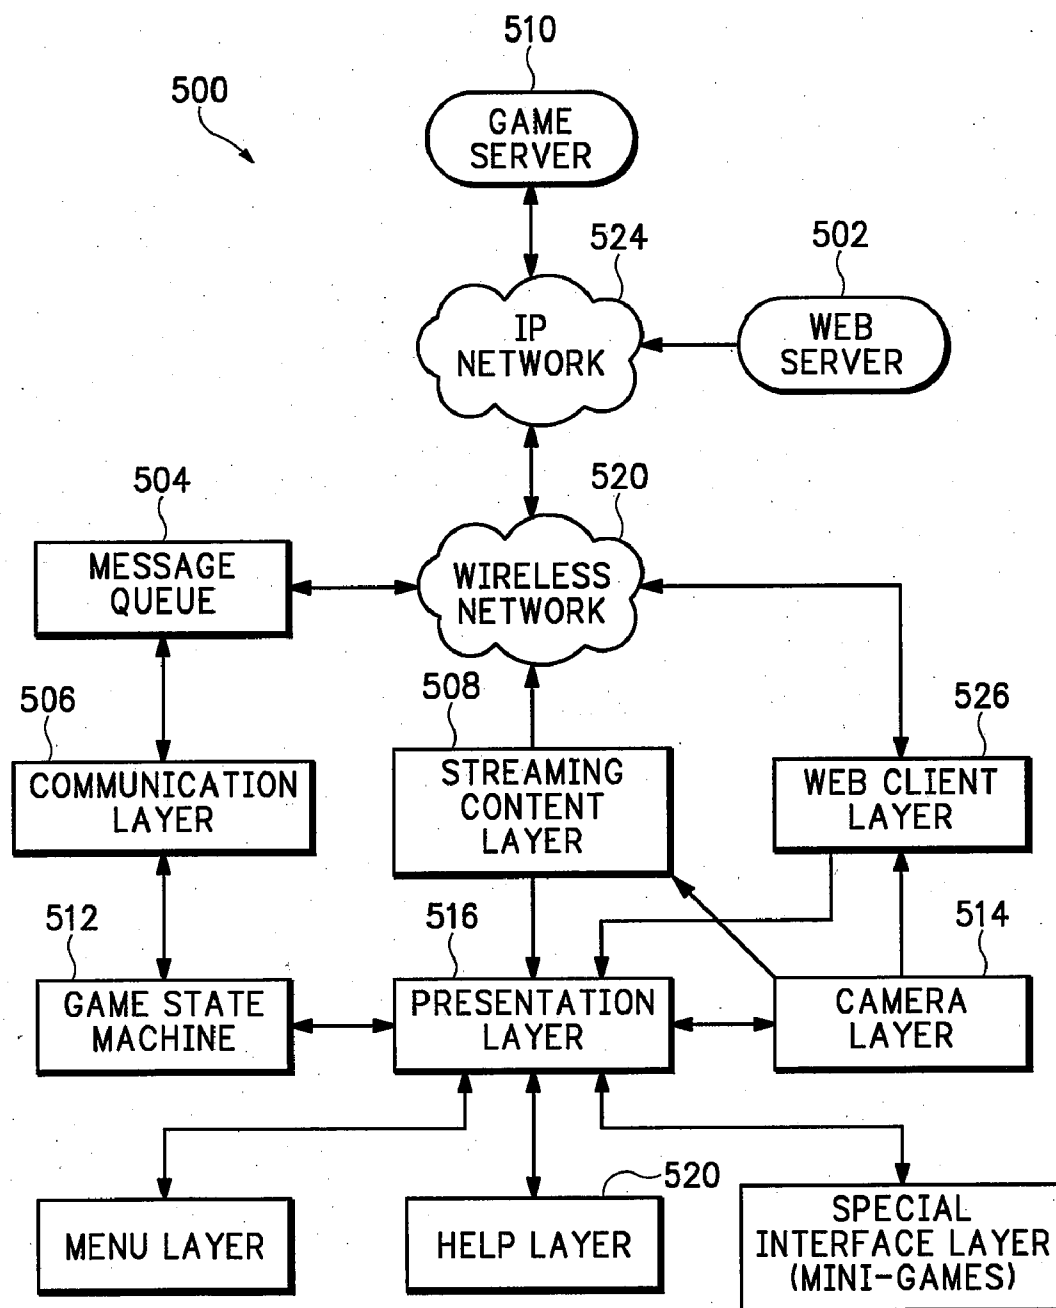 510
500
GAME
SERVER
524
502
IP
NETWORK
WEB
SERVER
504
520
MESSAGE
QUEUE
WIRELESS
NETWORK
506
508
526
COMMUNICATION
LAYER
STREAMING
CONTENT
LAYER
WEB CLIENT
LAYER
512
516
514
GAME STATE
MACHINE
PRESENTATION
LAYER
CAMERA
LAYER
520
MENU LAYER
HELP LAYER
SPECIAL
INTERFACE LAYER
(MINI-GAMES)